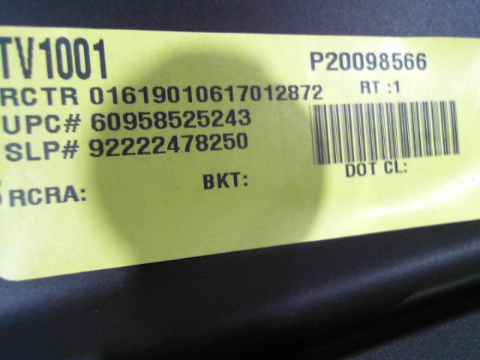 TV1001
P20098566
RCTR 01619010617012872
RT :1
UPC# 60958525243
SLP# 92222478250
RCRA:
BKT:
DOT CL: